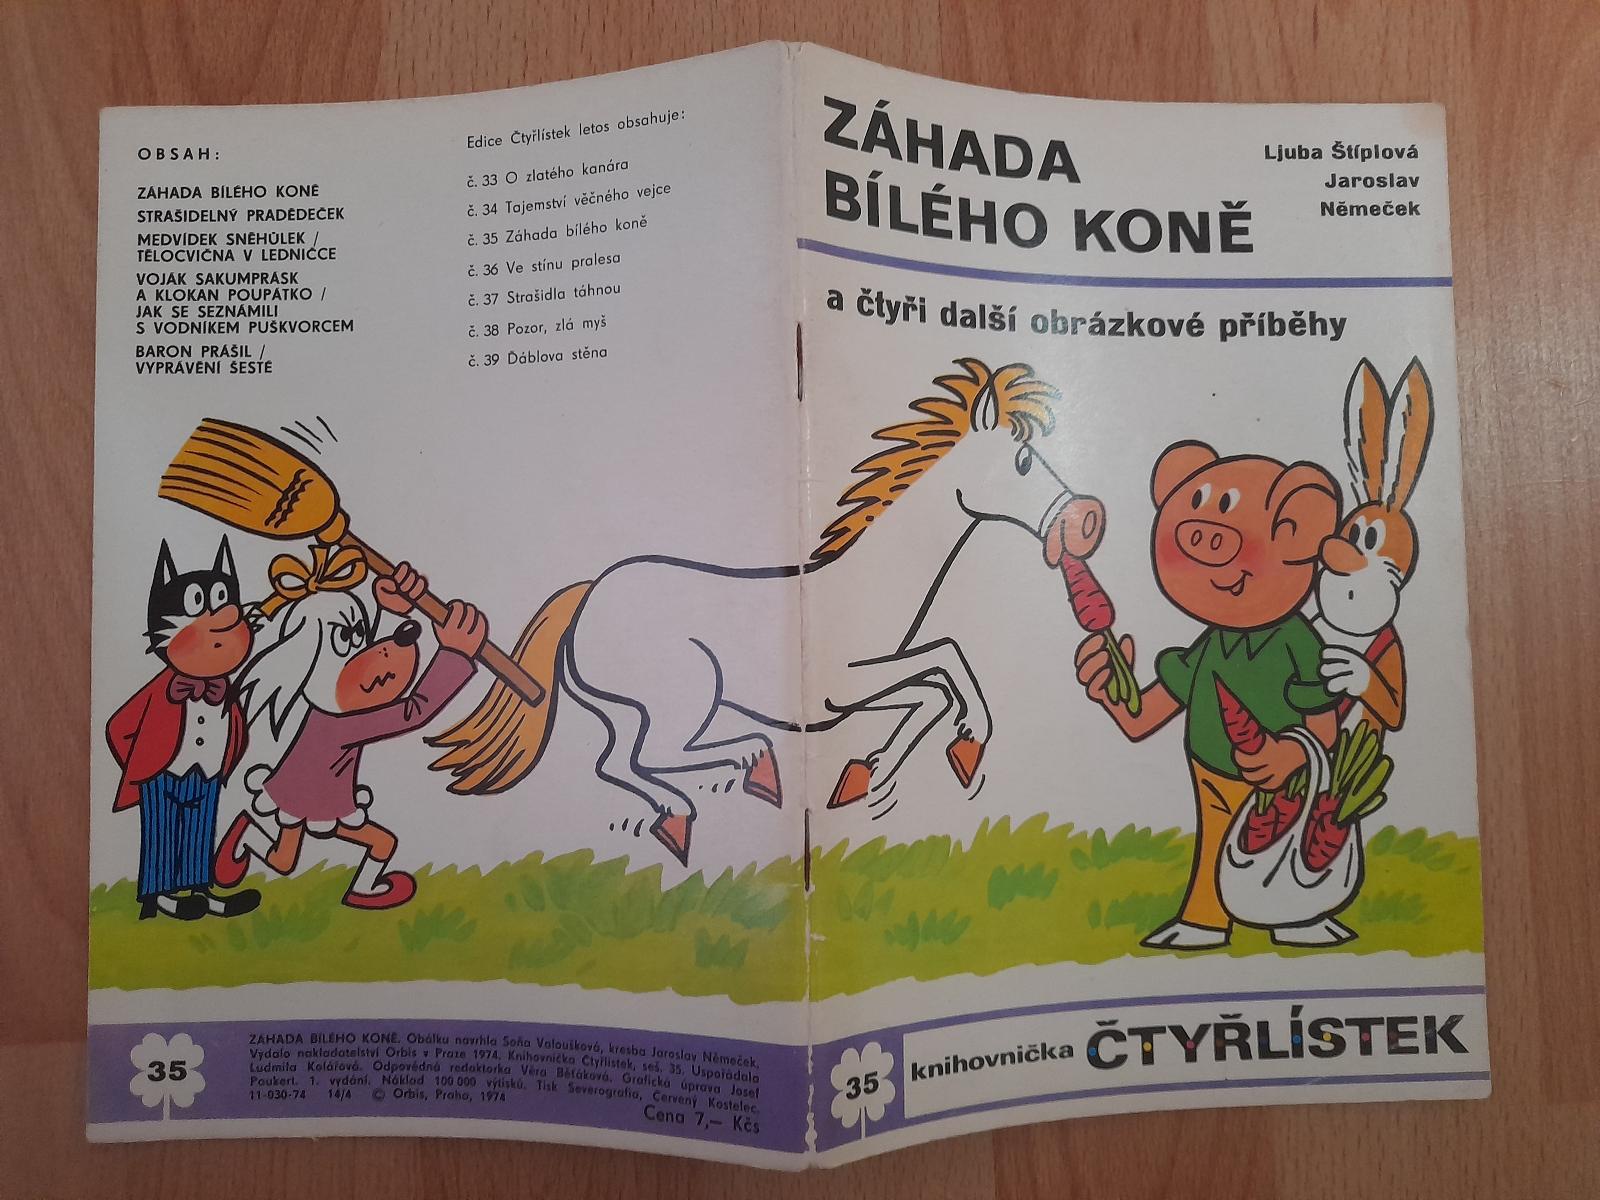 OBSAH:
ZÁHADA BÍLÉHO KONĚ
STRAŠIDELNÝ PRADĚDEČEK
MEDVÍDEK SNĚHŮLEK /
TĚLOCVIČNA V LEDNIČCE
VOJÁK SAKUMPRÁSK
A KLOKAN POUPÁTKO /
JAK SE SEZNÁMILI
S VODNÍKEM PUŠKVORCEM
BARON PRÁŠIL /
VYPRÁVĚNÍ ŠESTÉ
Edice Čtyřlístek letos obsahuje:
č. 33 O zlatého kanára
č. 34 Tajemství věčného vejce
č. 35 Záhada bílého koně
č. 36 Ve stínu pralesa
č. 37 Strašidla táhnou
č. 38 Pozor, zlá myš
č. 39 Ďáblova stěna
35
ZÁHADA BÍLÉHO KONĚ. Obálku navrhla Soňa Valoušková, kresba Jaroslav Němeček.
Vydalo nakladatelství Orbis v Praze 1974. Knihovnička Čtyřlístek, seš. 35. Uspořádala
Ludmila Kolářová. Odpovědná redaktorka Věra Běťáková. Grafická úprava Josef
Paukert. 1. vydání. Náklad 100 000 výtisků. Tisk Severografia, Červený Kostelec.
11-030-74 14/4 © Orbis, Praha, 1974
Cena 7,— Kčs
ZÁHADA
BÍLÉHO KONĚ
Ljuba Štíplová
Jaroslav
Němeček
a čtyři další obrázkové příběhy
35
knihovnička ČTYŘLÍSTEK